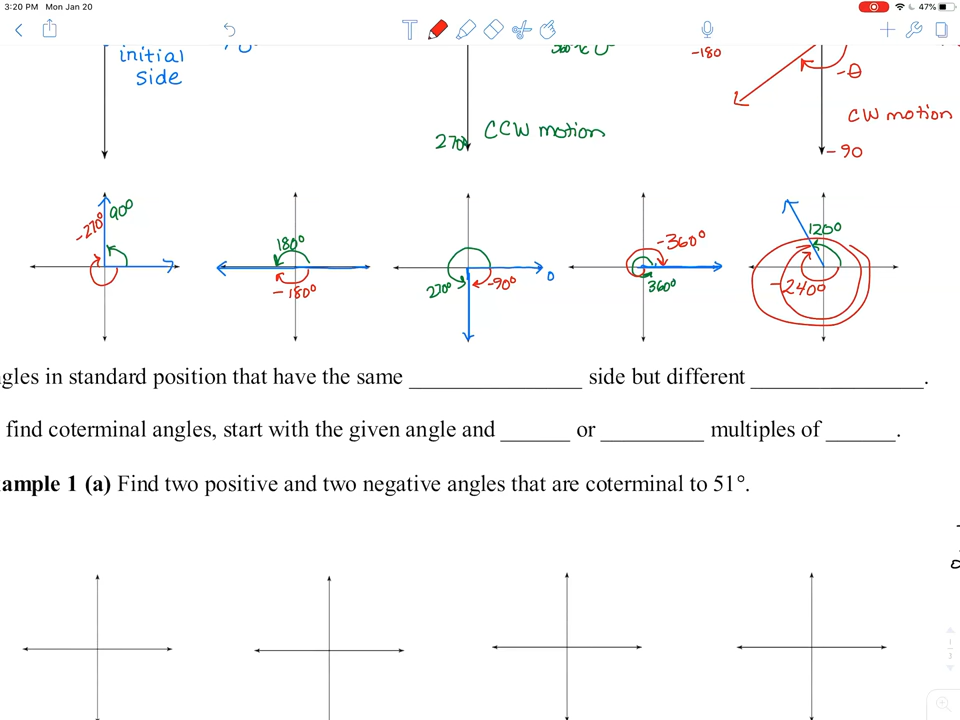 3:20 PM Mon Jan 20
47%
initial
side
270°
CCW motion
-180
-θ
CW motion
-90
-270°
90°
180°
-180°
270°
-90°
0
-360°
360°
120°
-240°
gles in standard position that have the same ______________ side but different ______________.
find coterminal angles, start with the given angle and ______ or _________ multiples of ______.
ample 1 (a) Find two positive and two negative angles that are coterminal to 51°.